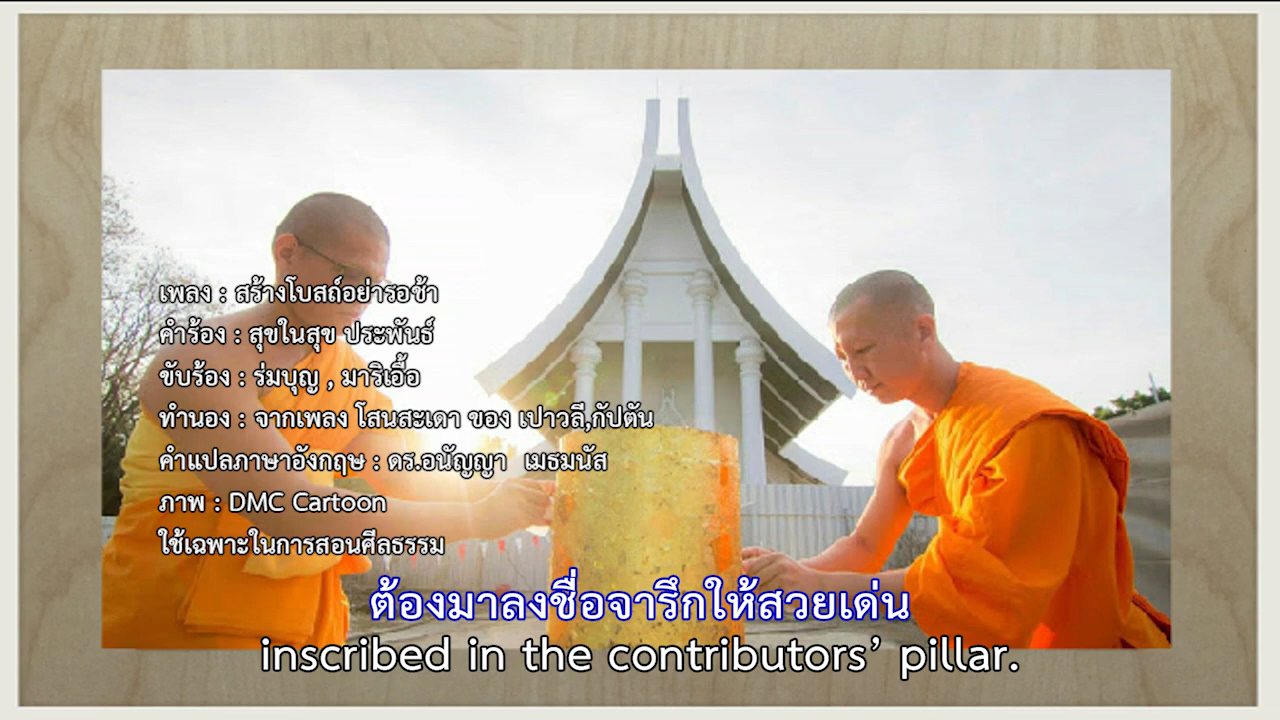 เพลง : สร้างโบสถ์อย่ารอช้า
คำร้อง : สุขในสุข ประพันธ์
ขับร้อง : ร่มบุญ , มาริเอื้อ
ทำนอง : จากเพลง โสนสะเดา ของ เปาวลี,กัปตัน
คำแปลภาษาอังกฤษ : ดร.อนัญญา เมธมนัส
ภาพ : DMC Cartoon
ใช้เฉพาะในการสอนศีลธรรม
ต้องมาลงชื่อจารึกให้สวยเด่น
inscribed in the contributors’ pillar.